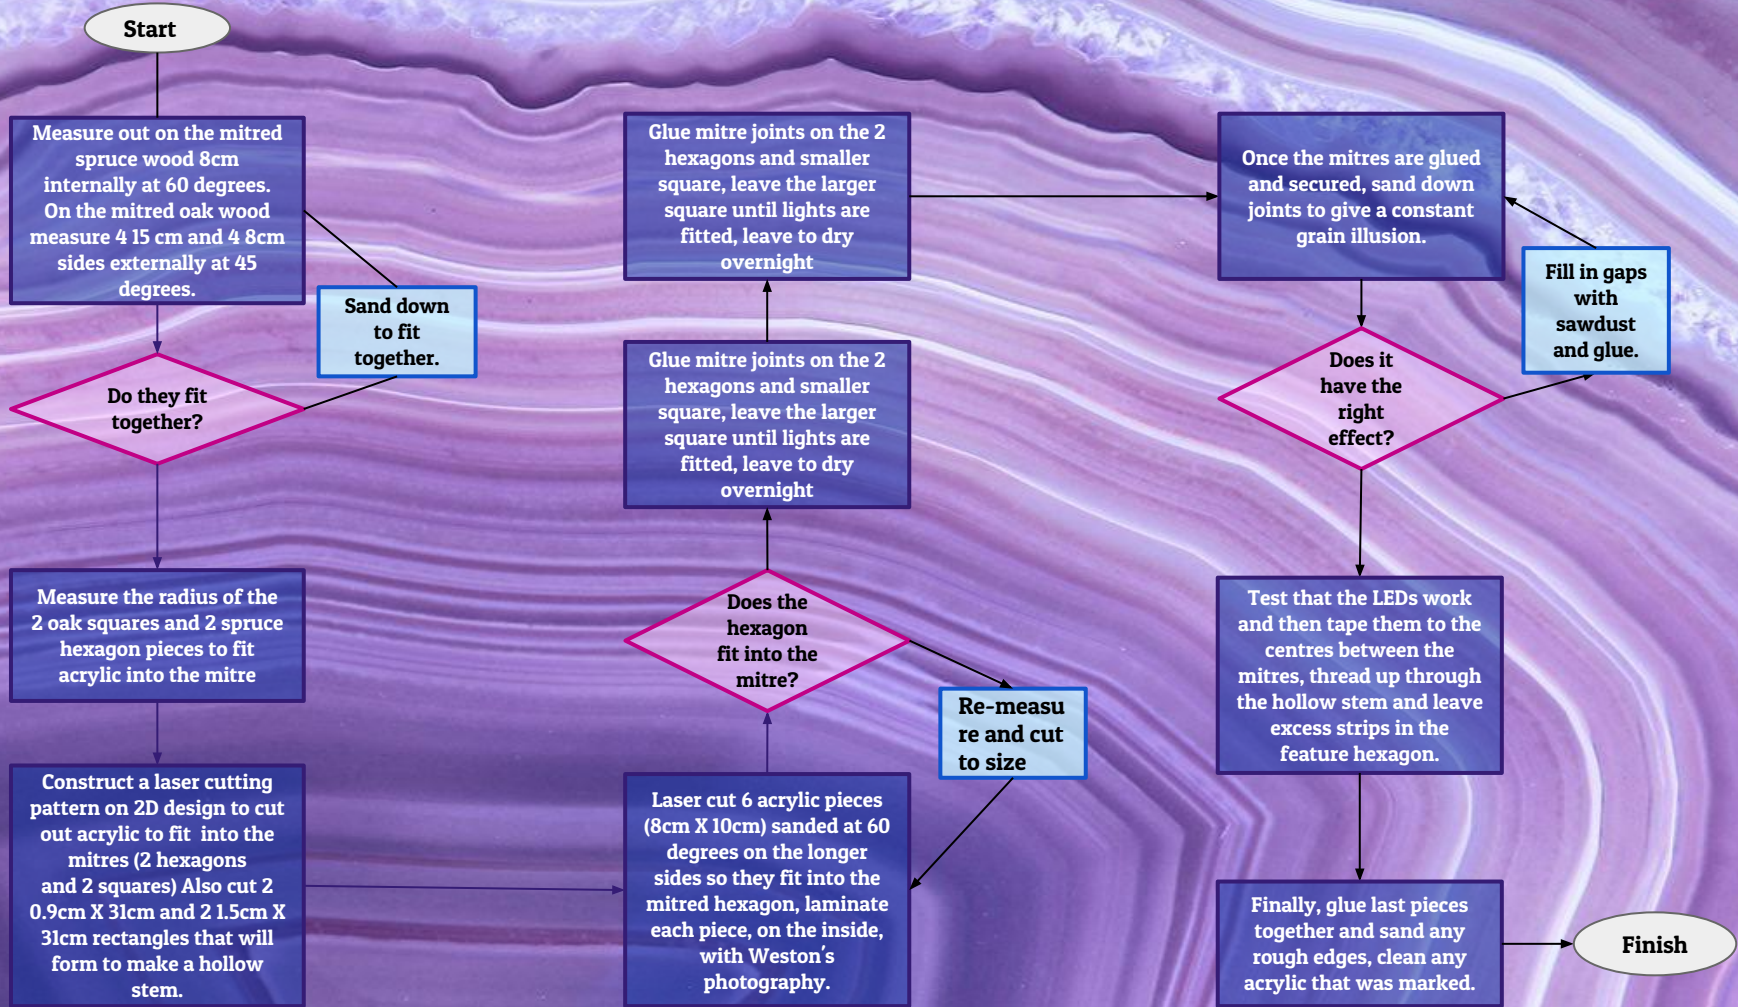 Start
Measure out on the mitred
spruce wood 8cm
internally at 60 degrees.
On the mitred oak wood
measure 4 15 cm and 4 8cm
sides externally at 45
degrees.
Sand down
to fit
together.
Do they fit
together?
Measure the radius of the
2 oak squares and 2 spruce
hexagon pieces to fit
acrylic into the mitre
Construct a laser cutting
pattern on 2D design to cut
out acrylic to fit  into the
mitres (2 hexagons
and 2 squares) Also cut 2
0.9cm X 31cm and 2 1.5cm X
31cm rectangles that will
form to make a hollow
stem.
Laser cut 6 acrylic pieces
(8cm X 10cm) sanded at 60
degrees on the longer
sides so they fit into the
mitred hexagon, laminate
each piece, on the inside,
with Weston's
photography.
Does the
hexagon
fit into the
mitre?
Re-measu
re and cut
to size
Glue mitre joints on the 2
hexagons and smaller
square, leave the larger
square until lights are
fitted, leave to dry
overnight
Glue mitre joints on the 2
hexagons and smaller
square, leave the larger
square until lights are
fitted, leave to dry
overnight
Once the mitres are glued
and secured, sand down
joints to give a constant
grain illusion.
Fill in gaps
with
sawdust
and glue.
Does it
have the
right
effect?
Test that the LEDs work
and then tape them to the
centres between the
mitres, thread up through
the hollow stem and leave
excess strips in the
feature hexagon.
Finally, glue last pieces
together and sand any
rough edges, clean any
acrylic that was marked.
Finish